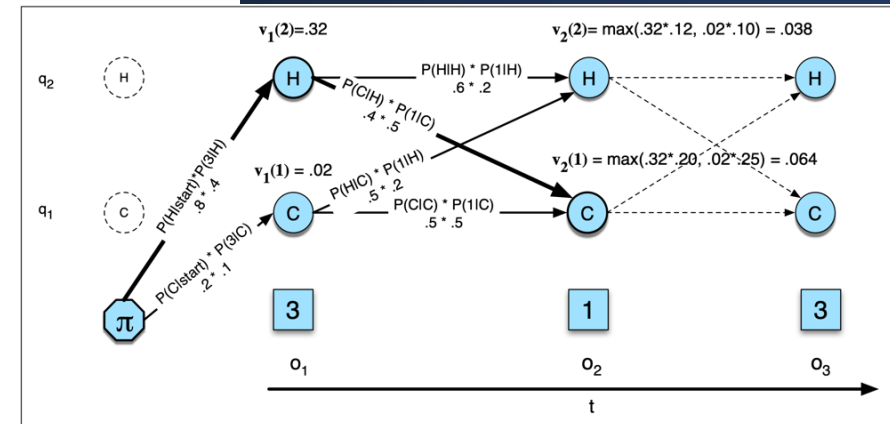 v₁(2)=.32
v₂(2)= max(.32*.12, .02*.10) = .038
q₂
H
H
P(H|H) * P(1|H)
.6 * .2
H
H
P(C|H) * P(1|C)
.4 * .5
P(H|start)*P(3|H)
.8 * .4
v₁(1) = .02
P(H|C) * P(1|H)
.5 * .2
v₂(1) = max(.32*.20, .02*.25) = .064
q₁
C
C
P(C|C) * P(1|C)
.5 * .5
C
C
P(C|start) * P(3|C)
.2 * .1
π
3
1
3
o₁
o₂
o₃
t